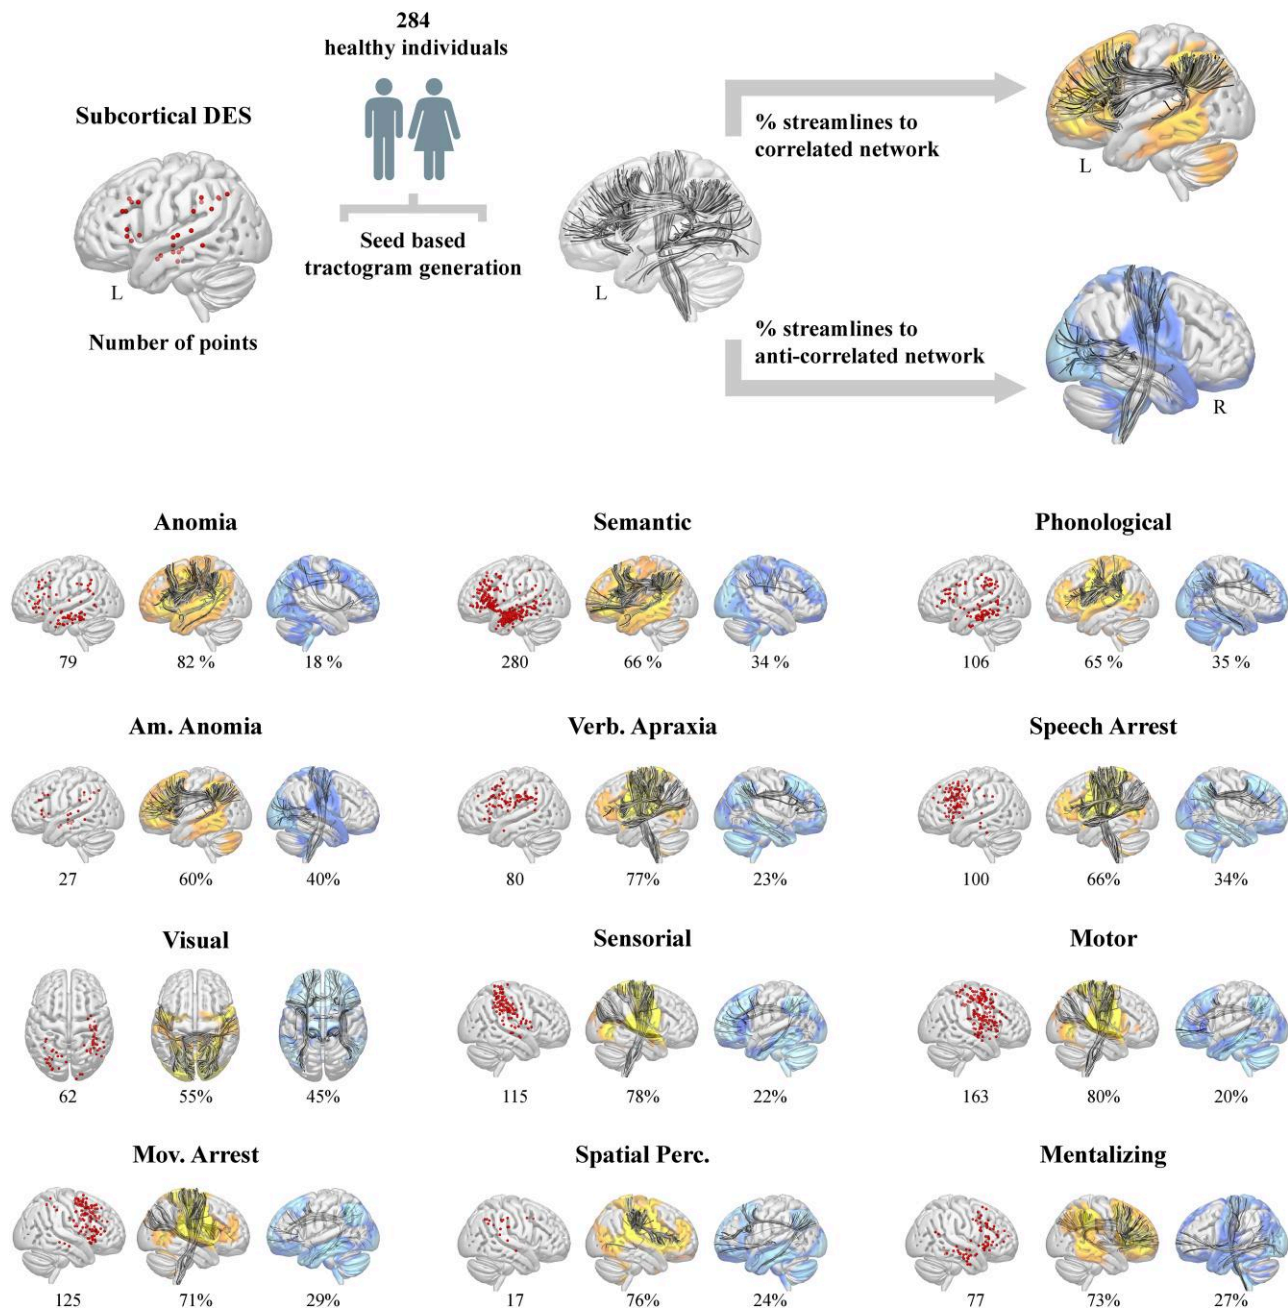 284
healthy individuals
Subcortical DES
% streamlines to
correlated network
L
Seed based
tractogram generation
L
L
Number of points
% streamlines to
anti-correlated network
R
Anomia
79
82 %
18 %
Semantic
280
66 %
34 %
Phonological
106
65 %
35 %
Am. Anomia
27
60%
40%
Verb. Apraxia
80
77%
23%
Speech Arrest
100
66%
34%
Visual
62
55%
45%
Sensorial
115
78%
22%
Motor
163
80%
20%
Mov. Arrest
125
71%
29%
Spatial Perc.
17
76%
24%
Mentalizing
77
73%
27%